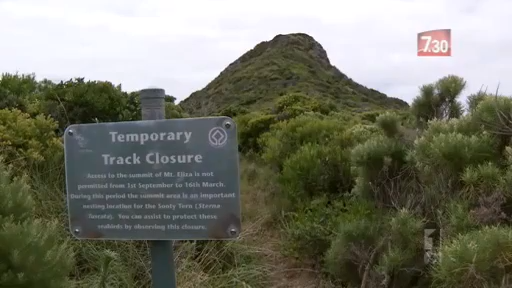 7.30
Temporary
Track Closure
Access to the summit of Mt. Eliza is not
permitted from 1st September to 16th March.
During this period the summit area is an important
nesting location for the Sooty Tern (Sterna
fuscata). You can assist to protect these
seabirds by observing this closure.
1